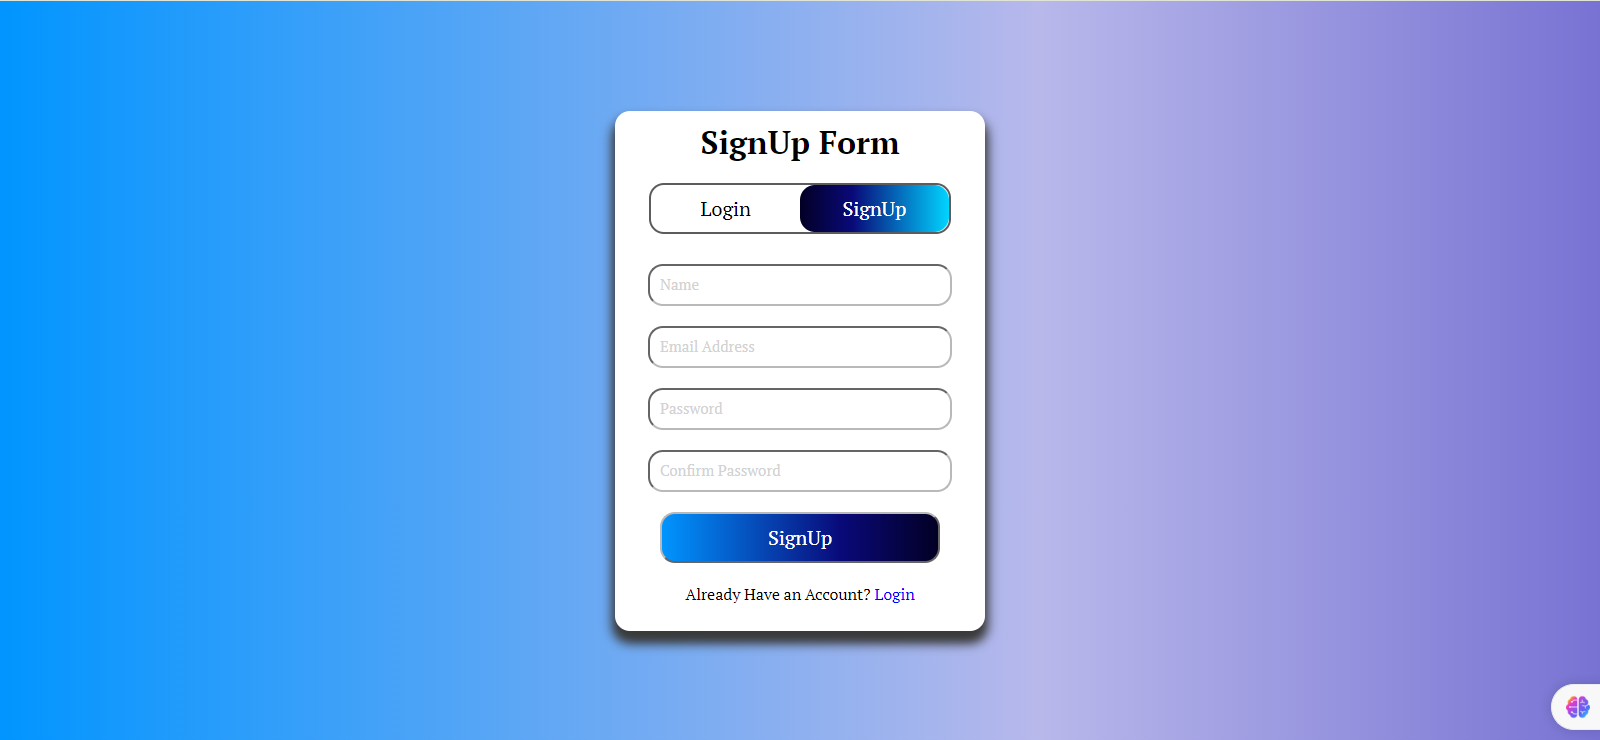 SignUp Form
Login SignUp
Name
Email Address
Password
Confirm Password
SignUp
Already Have an Account? Login